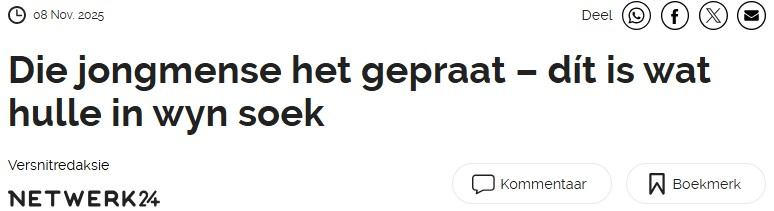 08 Nov. 2025
Deel
Die jongmense het gepraat – dít is wat
hulle in wyn soek
Versnitredaksie
NETWERK24
Kommentaar
Boekmerk